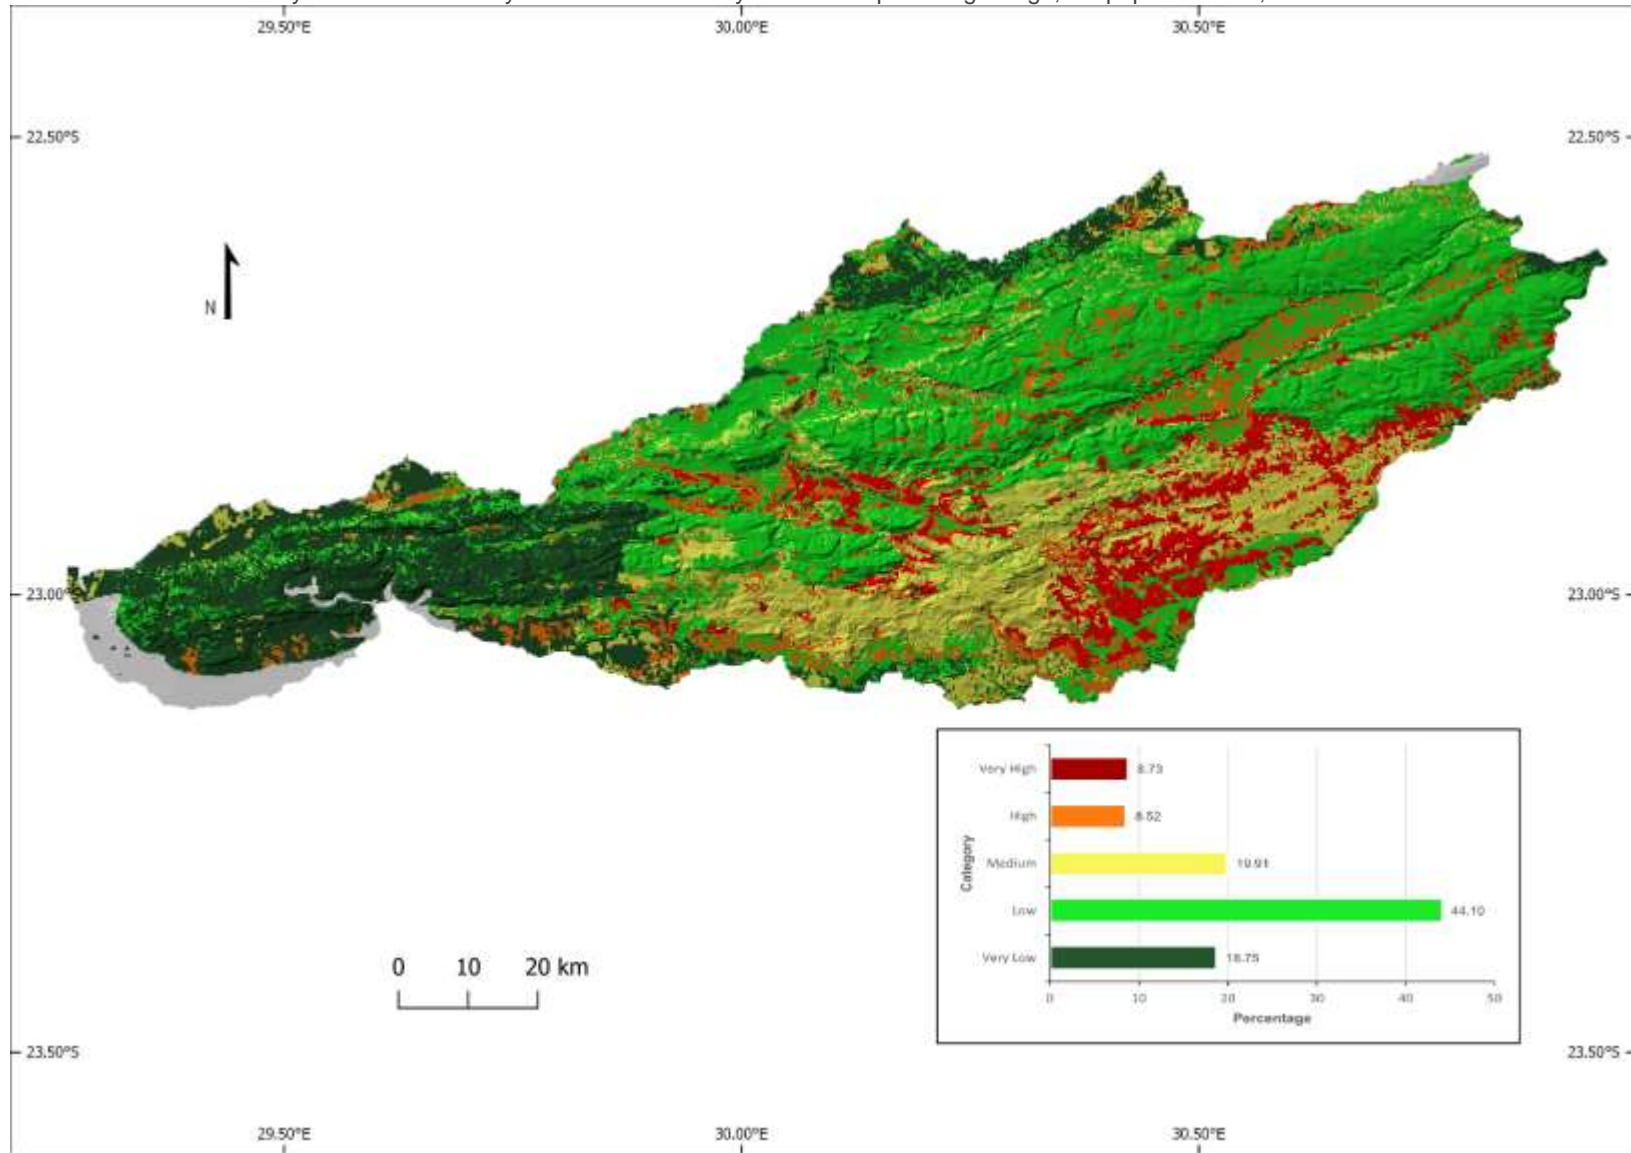 29.50°E 30.00°E 30.50°E
22.50°S 22.50°S
N
23.00°S 23.00°S
Very High 8.73
High 8.52
Medium 19.91
Low 44.10
Very Low 18.75
Category
0 10 20 30 40 50
Percentage
0 10 20 km
23.50°S 23.50°S
29.50°E 30.00°E 30.50°E